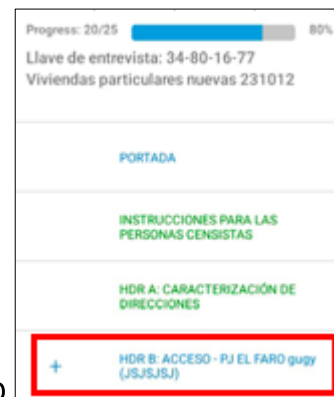 Progress: 20/25 80%
Llave de entrevista: 34-80-16-77
Viviendas particulares nuevas 231012
PORTADA
INSTRUCCIONES PARA LAS
PERSONAS CENSISTAS
HDR A: CARACTERIZACIÓN DE
DIRECCIONES
+ HDR B: ACCESO - PJ EL FARO gugy
(JSJSJSJ)